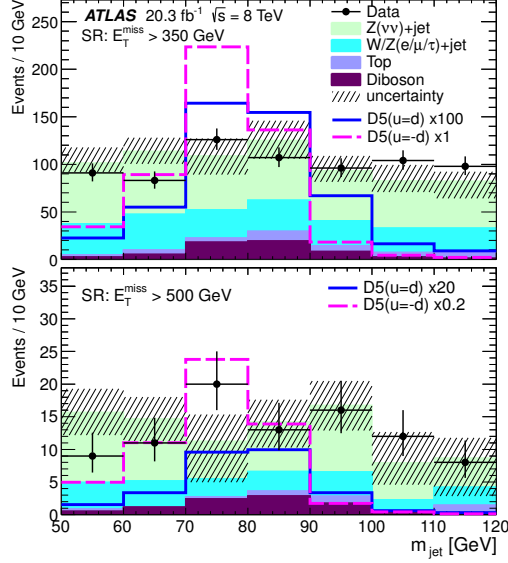 ATLAS 20.3 fb⁻¹ √s = 8 TeV
SR: E_T^miss > 350 GeV
Data
Z(νν)+jet
W/Z(e/μ/τ)+jet
Top
Diboson
uncertainty
D5(u=d) x100
D5(u=-d) x1
Events / 10 GeV
250
200
150
100
50
0
SR: E_T^miss > 500 GeV
D5(u=d) x20
D5(u=-d) x0.2
Events / 10 GeV
35
30
25
20
15
10
5
0
50 60 70 80 90 100 110 120
m_jet [GeV]